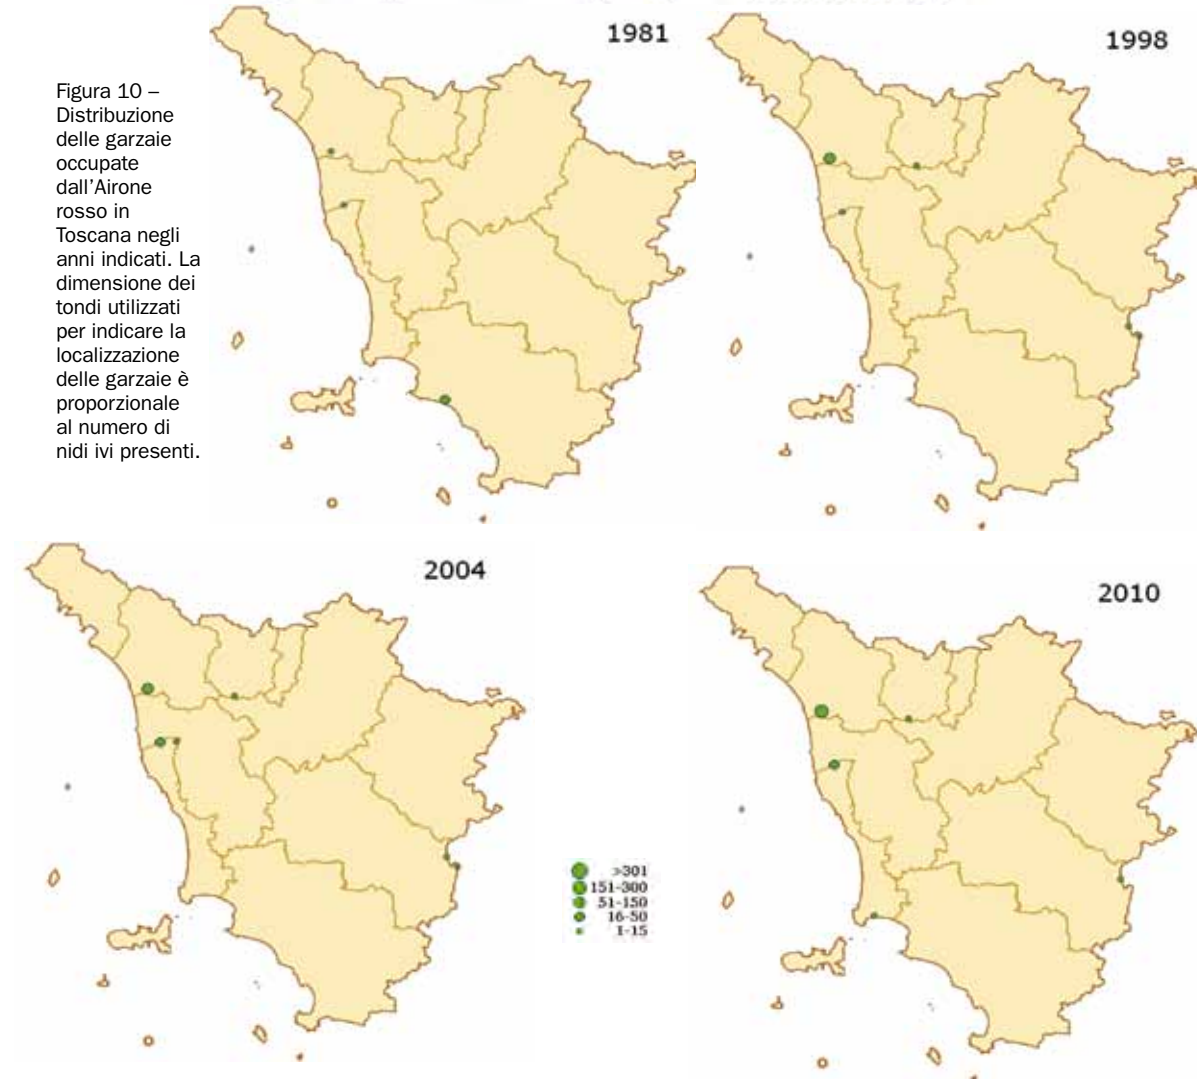 1981
1998
Figura 10 –
Distribuzione
delle garzaie
occupate
dall'Airone
rosso in
Toscana negli
anni indicati. La
dimensione dei
tondi utilizzati
per indicare la
localizzazione
delle garzaie è
proporzionale
al numero di
nidi ivi presenti.
2004
2010
>301
151-300
51-150
16-50
1-15